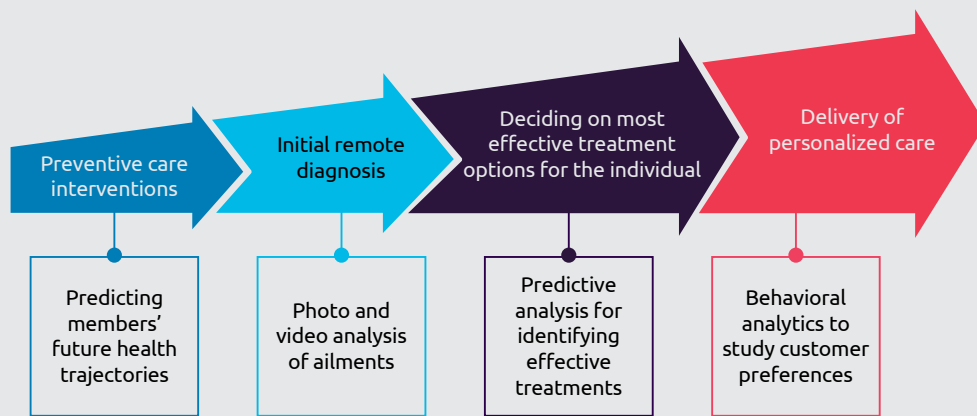 Preventive care
interventions
Initial remote
diagnosis
Deciding on most
effective treatment
options for the individual
Delivery of
personalized care
Predicting
members’
future health
trajectories
Photo and
video analysis
of ailments
Predictive
analysis for
identifying
effective
treatments
Behavioral
analytics to
study customer
preferences